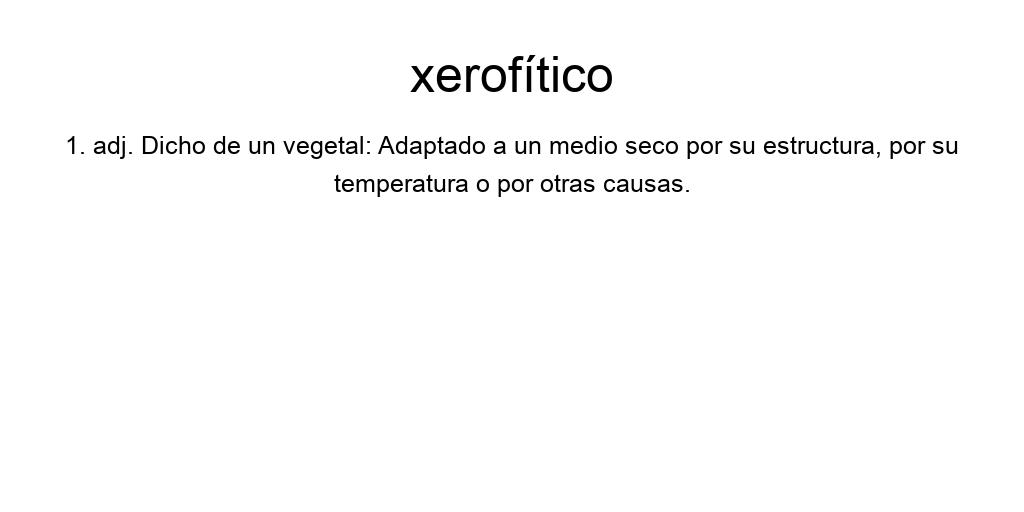 xerofítico
1. adj. Dicho de un vegetal: Adaptado a un medio seco por su estructura, por su
temperatura o por otras causas.